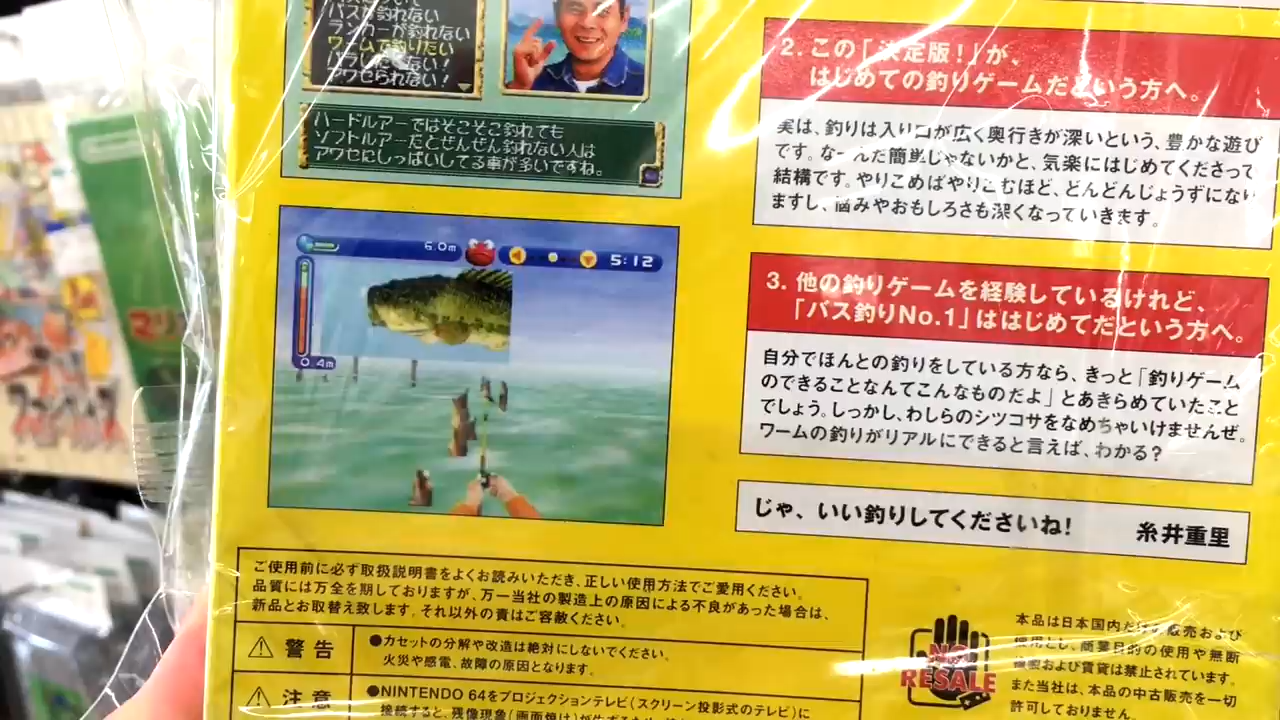 バスが釣れない
ランカーが釣れない
ワームで釣りたい
アワセられない!
ハードルアーではそこそこ釣れても
ソフトルアーだとぜんぜん釣れない人は
アワセにしっぱいしてる事が多いですね。
6.0m
5:12
0.4m
2. この「決定版!」が、
はじめての釣りゲームだという方へ。
実は、釣りは入り口が広く奥行きが深いという、豊かな遊び
です。なーんだ簡単じゃないかと、気楽にはじめてくださって
結構です。やりこめばやりこむほど、どんどんじょうずになり
ますし、悩みやおもしろさも深くなっていきます。
3. 他の釣りゲームを経験しているけれど、
「バス釣りNo.1」ははじめてだという方へ。
自分でほんとの釣りをしている方なら、きっと「釣りゲーム
のできることなんてこんなものだよ」とあきらめていたこと
でしょう。しっかし、わしらのシツコサをなめちゃいけませんぜ。
ワームの釣りがリアルにできると言えば、わかる?
じゃ、いい釣りしてくださいね! 糸井重里
ご使用前に必ず取扱説明書をよくお読みいただき、正しい使用方法でご愛用ください。
品質には万全を期しておりますが、万一当社の製造上の原因による不良があった場合は、
新品とお取替え致します。それ以外の責はご容赦ください。
警告
●カセットの分解や改造は絶対にしないでください。
火災や感電、故障の原因となります。
注意
●NINTENDO 64をプロジェクションテレビ(スクリーン投影式のテレビ)に
接続すると、残像現象(画面焼け)が生ずるため、
NO
RESALE
本品は日本国内だけの販売および
使用とし、商業目的の使用や無断
複製および賃貸は禁止されています。
また当社は、本品の中古販売を一切
許可しておりません。